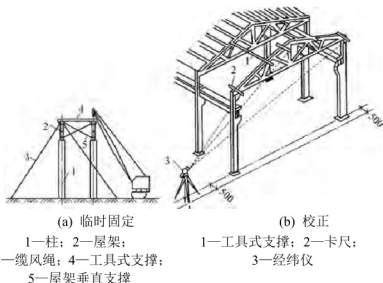 4
2
5
3
1
1
2
3
500
500
(a) 临时固定
1—柱；2—屋架；
—缆风绳；4—工具式支撑；
5—屋架垂直支撑
(b) 校正
1—工具式支撑；2—卡尺；
3—经纬仪